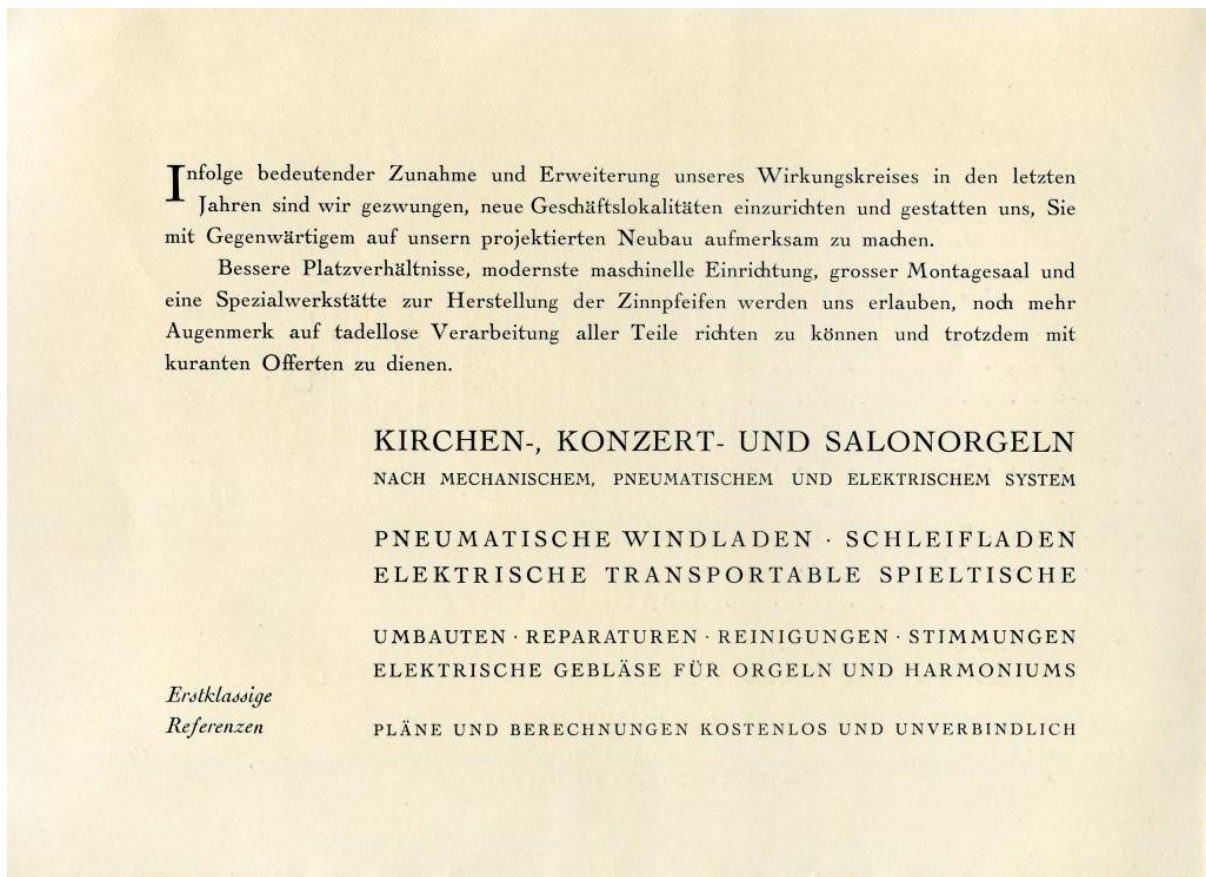 Infolge bedeutender Zunahme und Erweiterung unseres Wirkungskreises in den letzten
Jahren sind wir gezwungen, neue Geschäftslokalitäten einzurichten und gestatten uns, Sie
mit Gegenwärtigem auf unsern projektierten Neubau aufmerksam zu machen.
Bessere Platzverhältnisse, modernste maschinelle Einrichtung, grosser Montagesaal und
eine Spezialwerkstätte zur Herstellung der Zinnpfeifen werden uns erlauben, noch mehr
Augenmerk auf tadellose Verarbeitung aller Teile richten zu können und trotzdem mit
kuranten Offerten zu dienen.
KIRCHEN-, KONZERT- UND SALONORGELN
NACH MECHANISCHEM, PNEUMATISCHEM UND ELEKTRISCHEM SYSTEM
PNEUMATISCHE WINDLADEN · SCHLEIFLADEN
ELEKTRISCHE TRANSPORTABLE SPIELTISCHE
UMBAUTEN · REPARATUREN · REINIGUNGEN · STIMMUNGEN
ELEKTRISCHE GEBLÄSE FÜR ORGELN UND HARMONIUMS
Erstklassige
Referenzen
PLÄNE UND BERECHNUNGEN KOSTENLOS UND UNVERBINDLICH